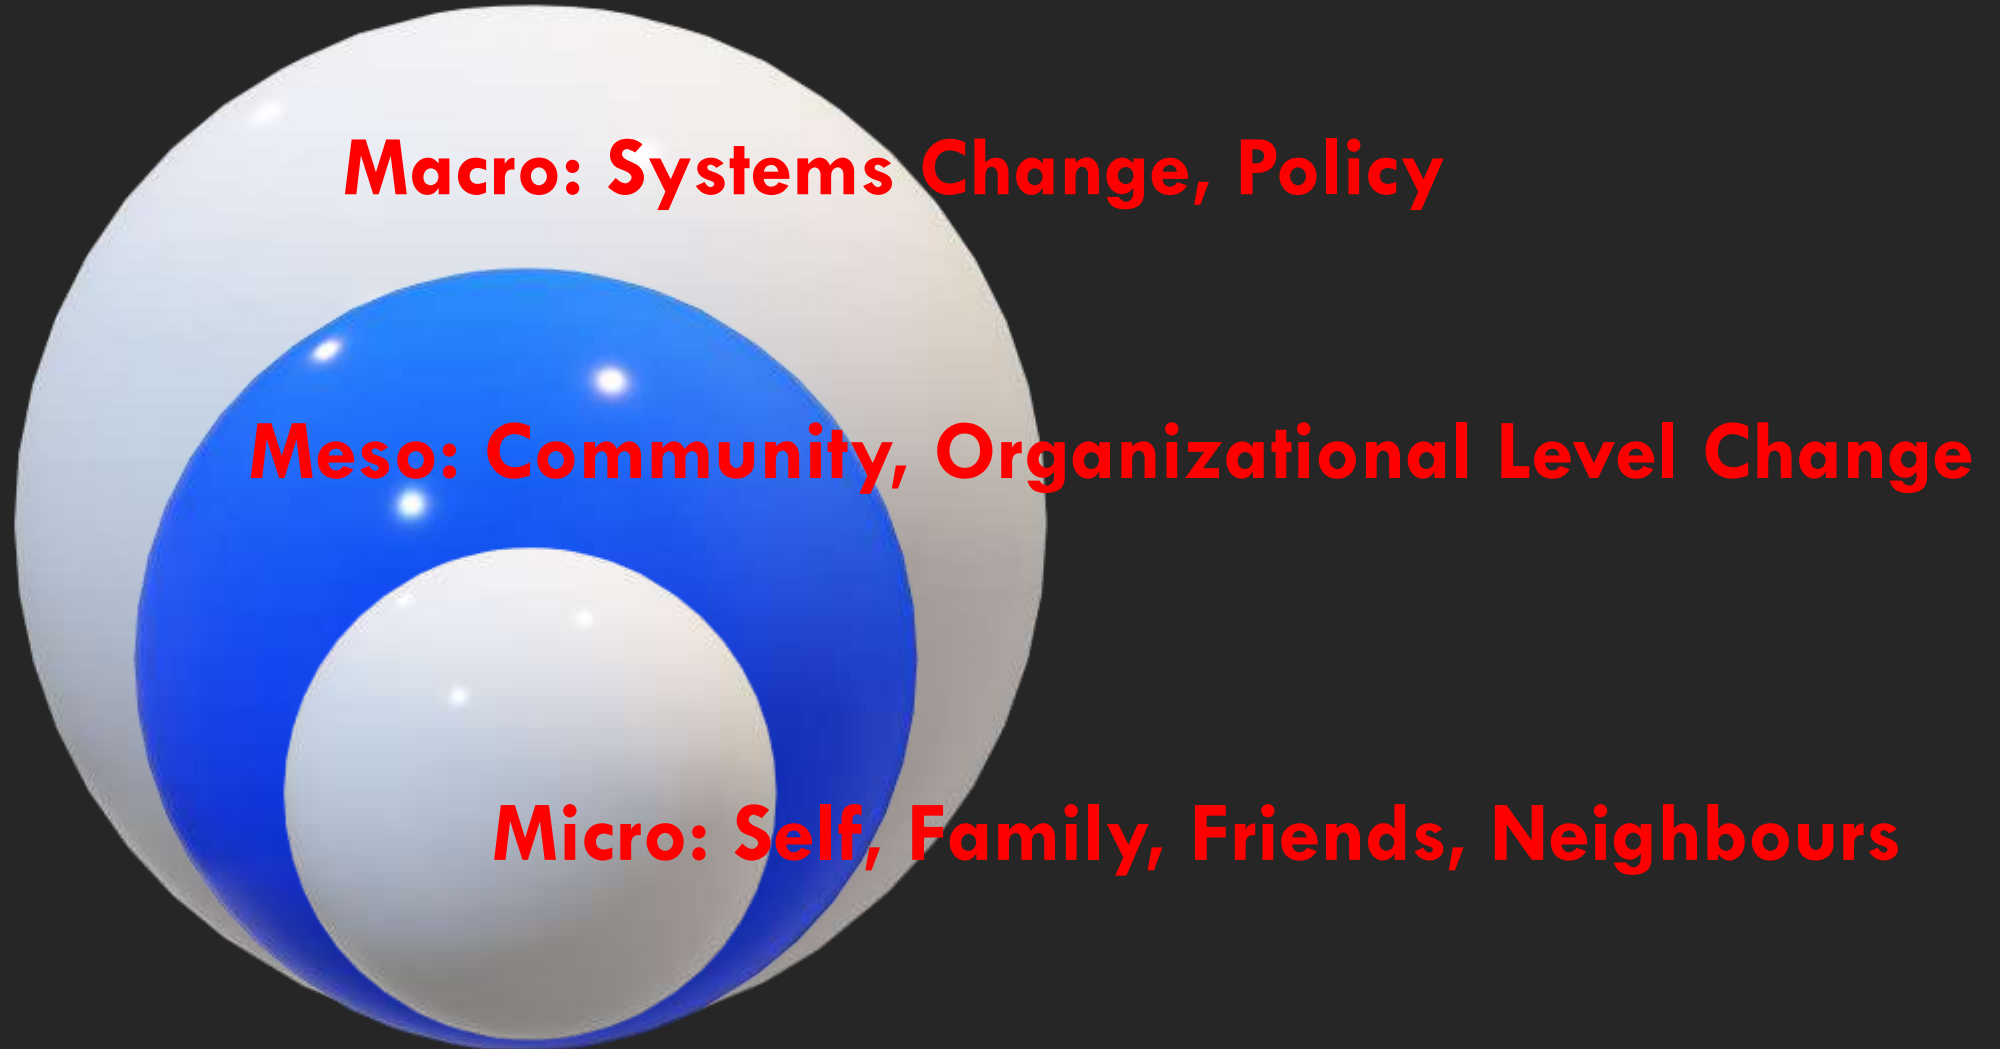 Macro: Systems Change, Policy
Meso: Community, Organizational Level Change
Micro: Self, Family, Friends, Neighbours